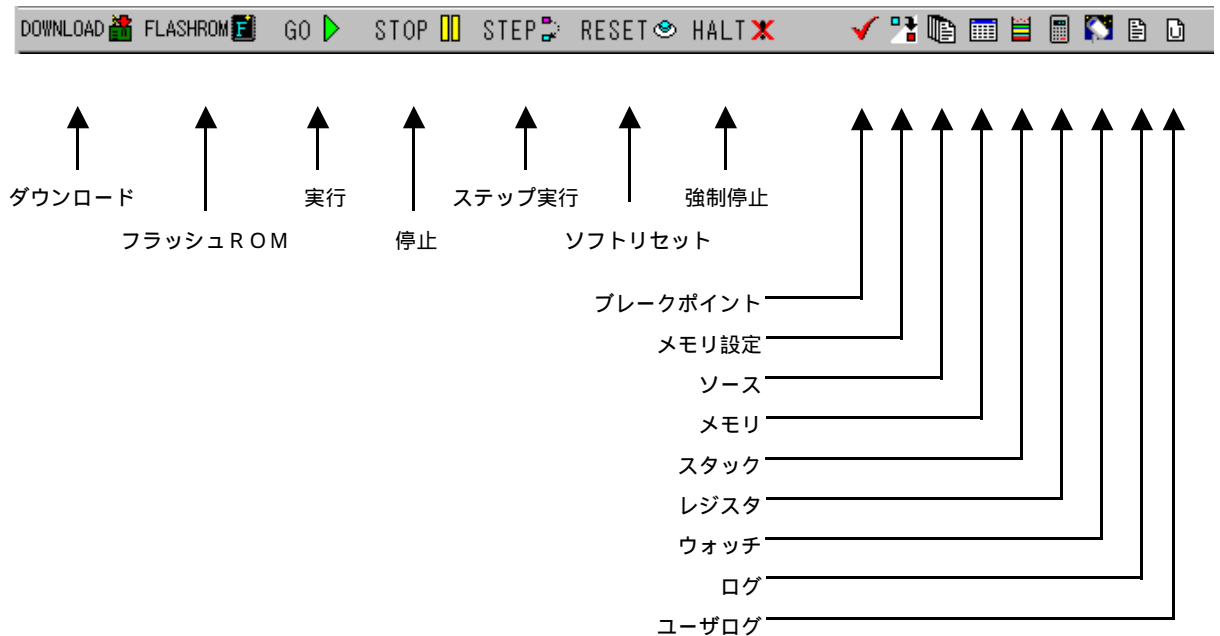 DOWNLOAD FLASHROM GO STOP STEP RESET HALT
ダウンロード 実行 ステップ実行 強制停止
フラッシュＲＯＭ 停止 ソフトリセット
ブレークポイント
メモリ設定
ソース
メモリ
スタック
レジスタ
ウォッチ
ログ
ユーザログ